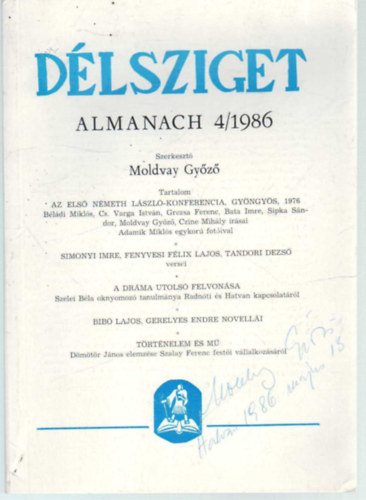 DÉLSZIGET
ALMANACH 4/1986
Szerkesztő
Moldvay Győző
Tartalom
AZ ELSŐ NÉMETH LÁSZLÓ-KONFERENCIA, GYÖNGYÖS, 1976
Béládi Miklós, Cs. Varga István, Grezsa Ferenc, Bata Imre, Sipka Sán-
dor, Moldvay Győző, Czine Mihály írásai
Adamik Miklós egykorú fotóival
*
SIMONYI IMRE, FENYVESI FÉLIX LAJOS, TANDORI DEZSŐ
versei
*
A DRÁMA UTOLSÓ FELVONÁSA
Szelei Béla oknyomozó tanulmánya Radnóti és Hatvan kapcsolatáról
*
BIBÓ LAJOS, GERELYES ENDRE NOVELLÁI
*
TÖRTÉNELEM ÉS MŰ
Dömötör János elemzése Szalay Ferenc festői vállalkozásáról
Hatvan 1986 május 15